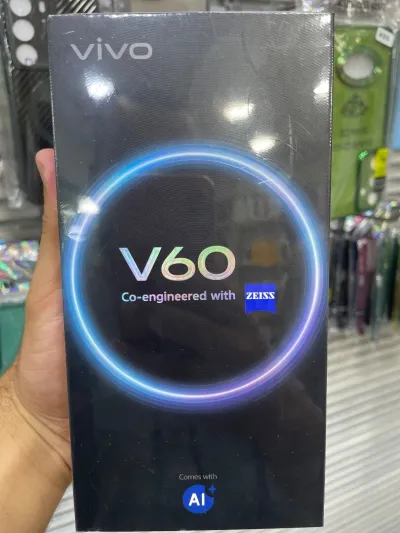 vivo
V60
Co-engineered with ZEISS
Comes with
AI+